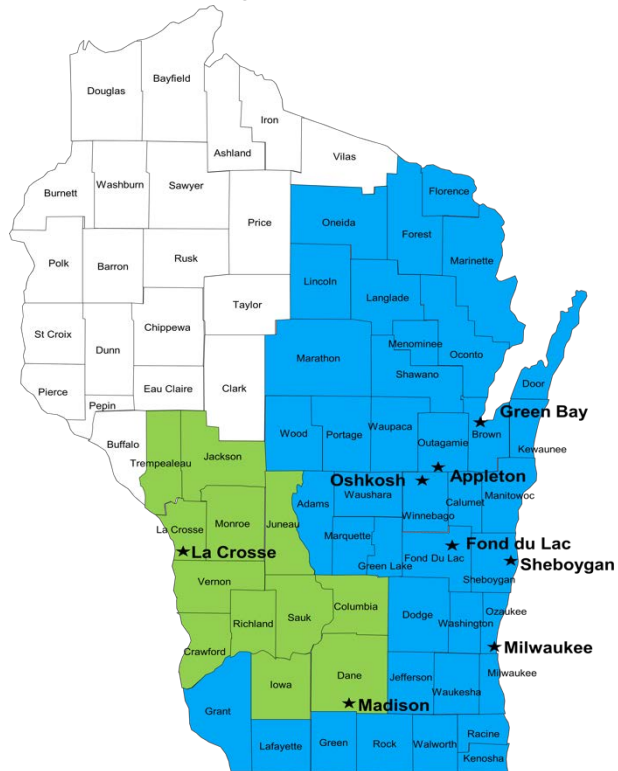 Bayfield
Douglas
Iron
Ashland
Vilas
Burnett
Washburn
Sawyer
Florence
Price
Oneida
Forest
Polk
Barron
Rusk
Marinette
Lincoln
Langlade
Taylor
St Croix
Chippewa
Dunn
Menominee
Oconto
Marathon
Shawano
Door
Pierce
Eau Claire
Clark
Pepin
Green Bay
Buffalo
Wood
Portage
Waupaca
Outagamie
Brown
Kewaunee
Trempealeau
Jackson
Appleton
Oshkosh
Adams
Waushara
Winnebago
Calumet
Manitowoc
La Crosse
Monroe
Juneau
Marquette
Green Lake
Fond Du Lac
Fond du Lac
La Crosse
Sheboygan
Sheboygan
Vernon
Columbia
Dodge
Washington
Ozaukee
Richland
Sauk
Crawford
Milwaukee
Milwaukee
Dane
Jefferson
Waukesha
Iowa
Madison
Grant
Lafayette
Green
Rock
Walworth
Racine
Kenosha